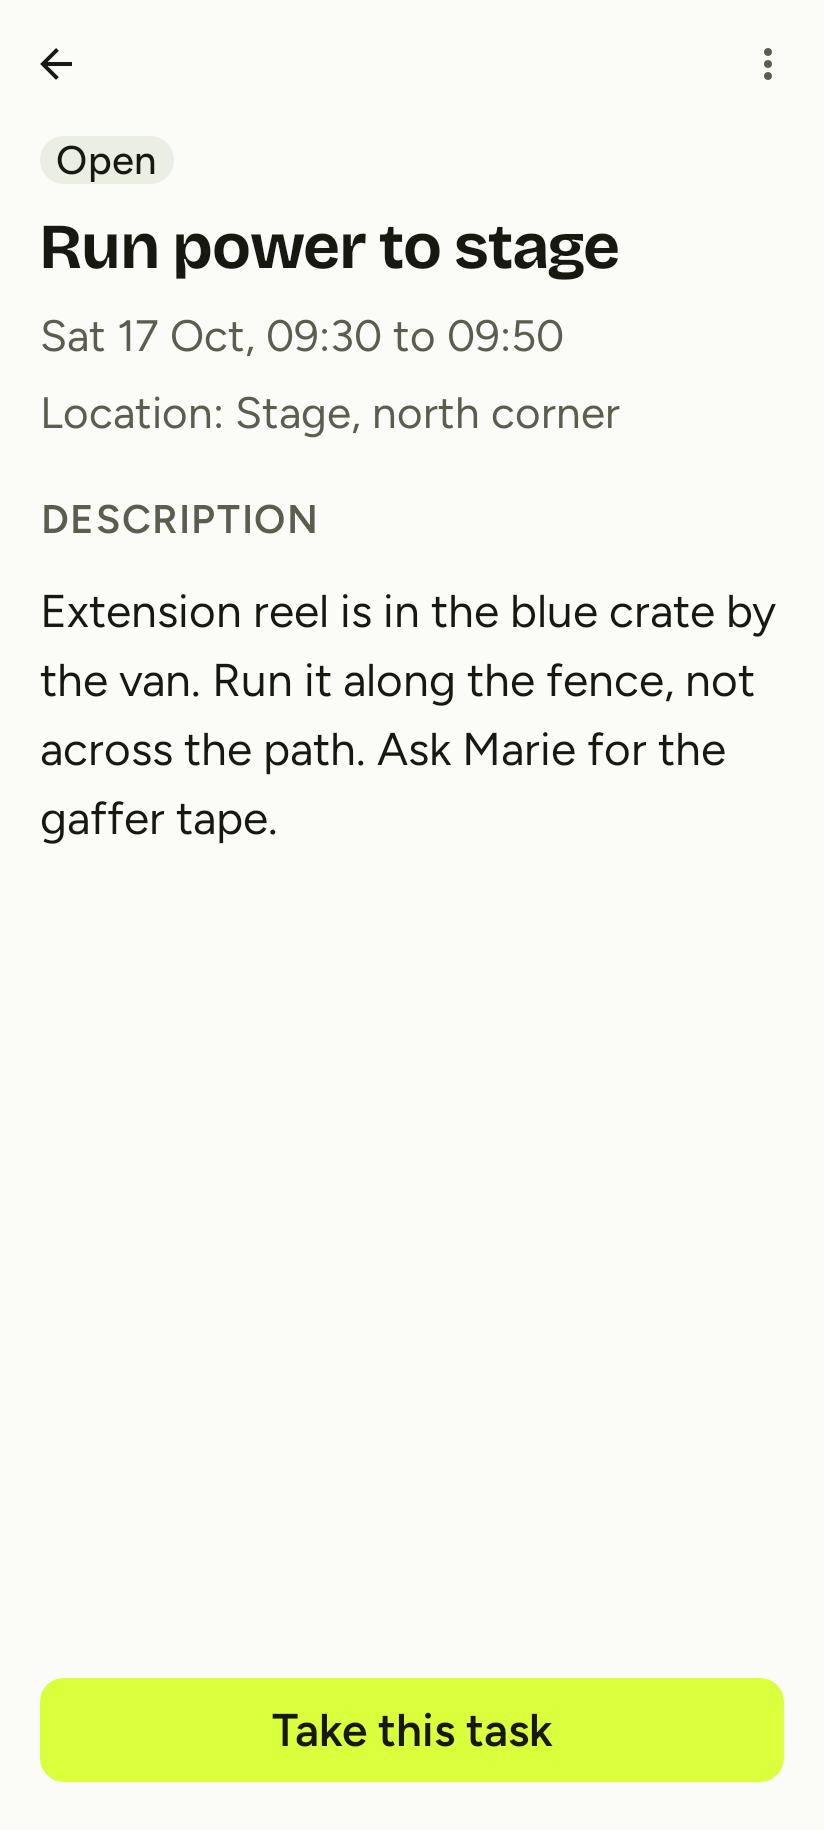 Open
Run power to stage
Sat 17 Oct, 09:30 to 09:50
Location: Stage, north corner
DESCRIPTION
Extension reel is in the blue crate by
the van. Run it along the fence, not
across the path. Ask Marie for the
gaffer tape.
Take this task